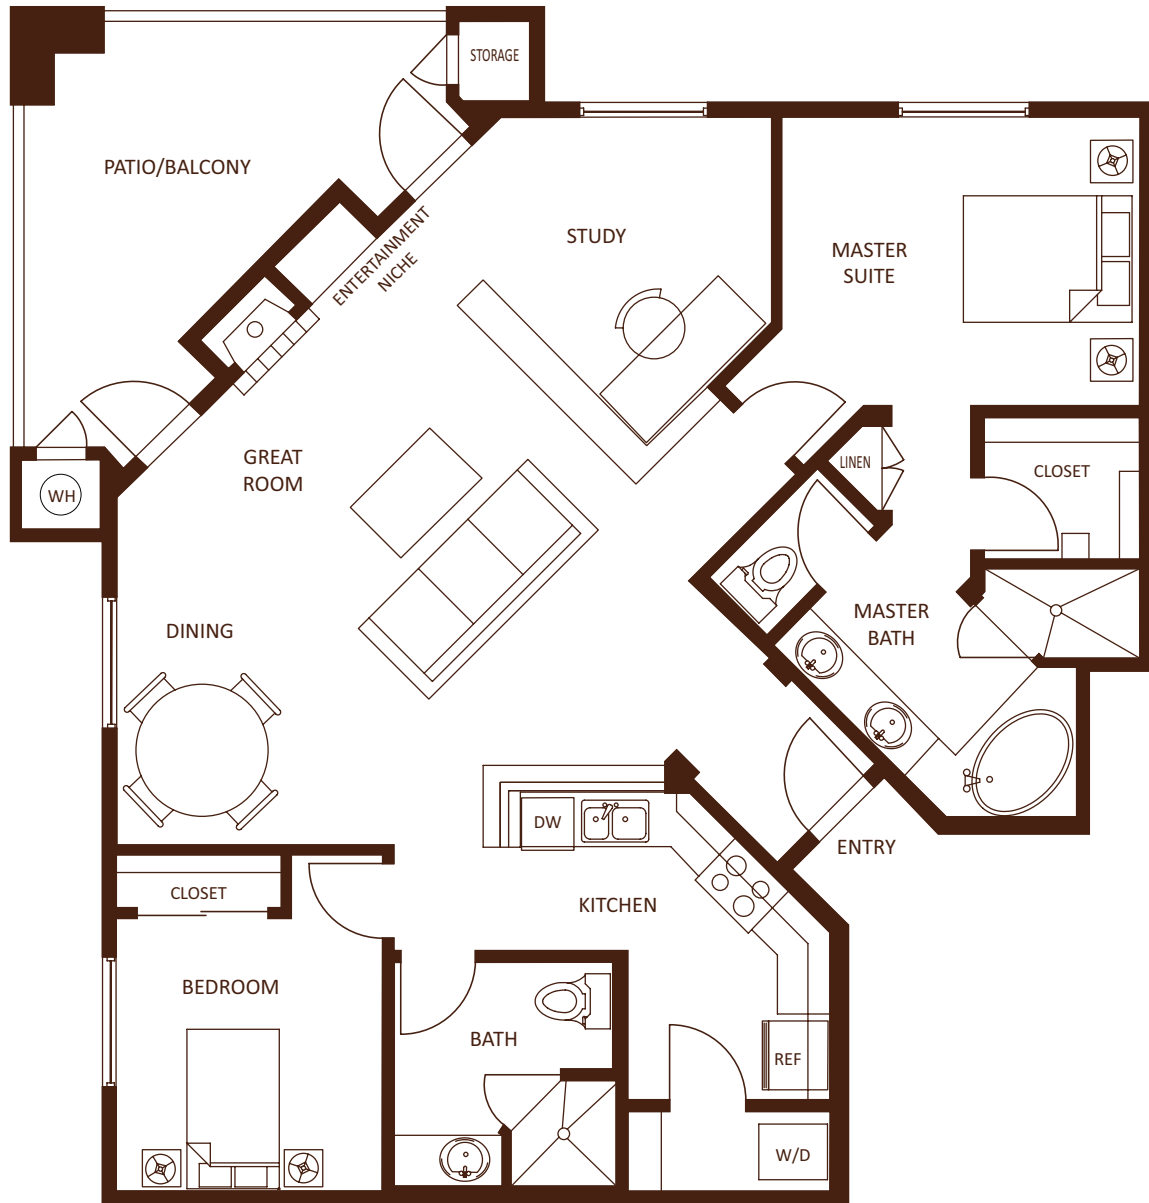 STORAGE
PATIO/BALCONY
ENTERTAINMENT
NICHE
STUDY
MASTER
SUITE
GREAT
ROOM
LINEN
CLOSET
WH
MASTER
BATH
DINING
DW
ENTRY
CLOSET
KITCHEN
BEDROOM
BATH
REF
W/D